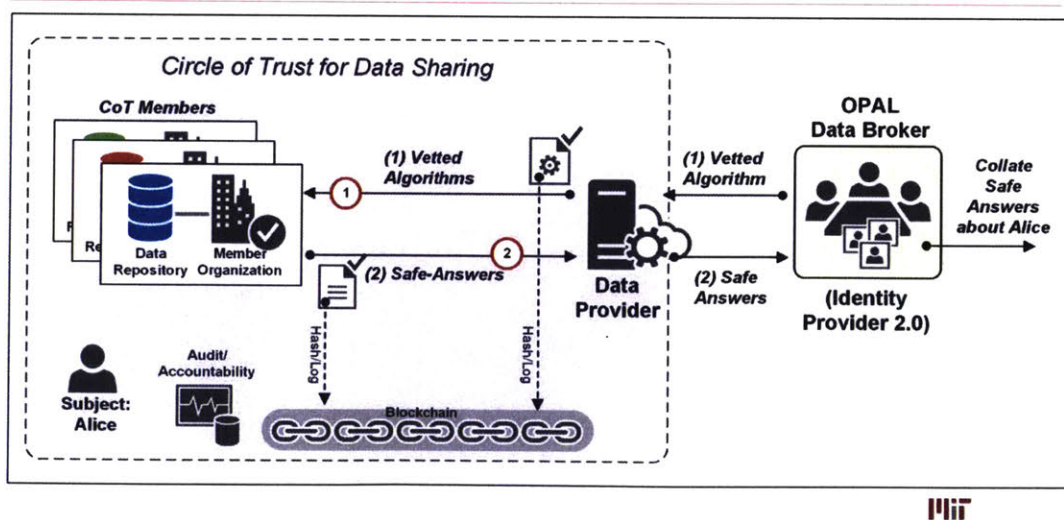 Circle of Trust for Data Sharing
CoT Members
Data
Repository
Member
Organization
(1) Vetted
Algorithms
1
2
(2) Safe-Answers
Data
Provider
(1) Vetted
Algorithm
(2) Safe
Answers
OPAL
Data Broker
(Identity
Provider 2.0)
Collate
Safe
Answers
about Alice
Subject:
Alice
Audit/
Accountability
Hash/Log
Hash/Log
Blockchain
MIT